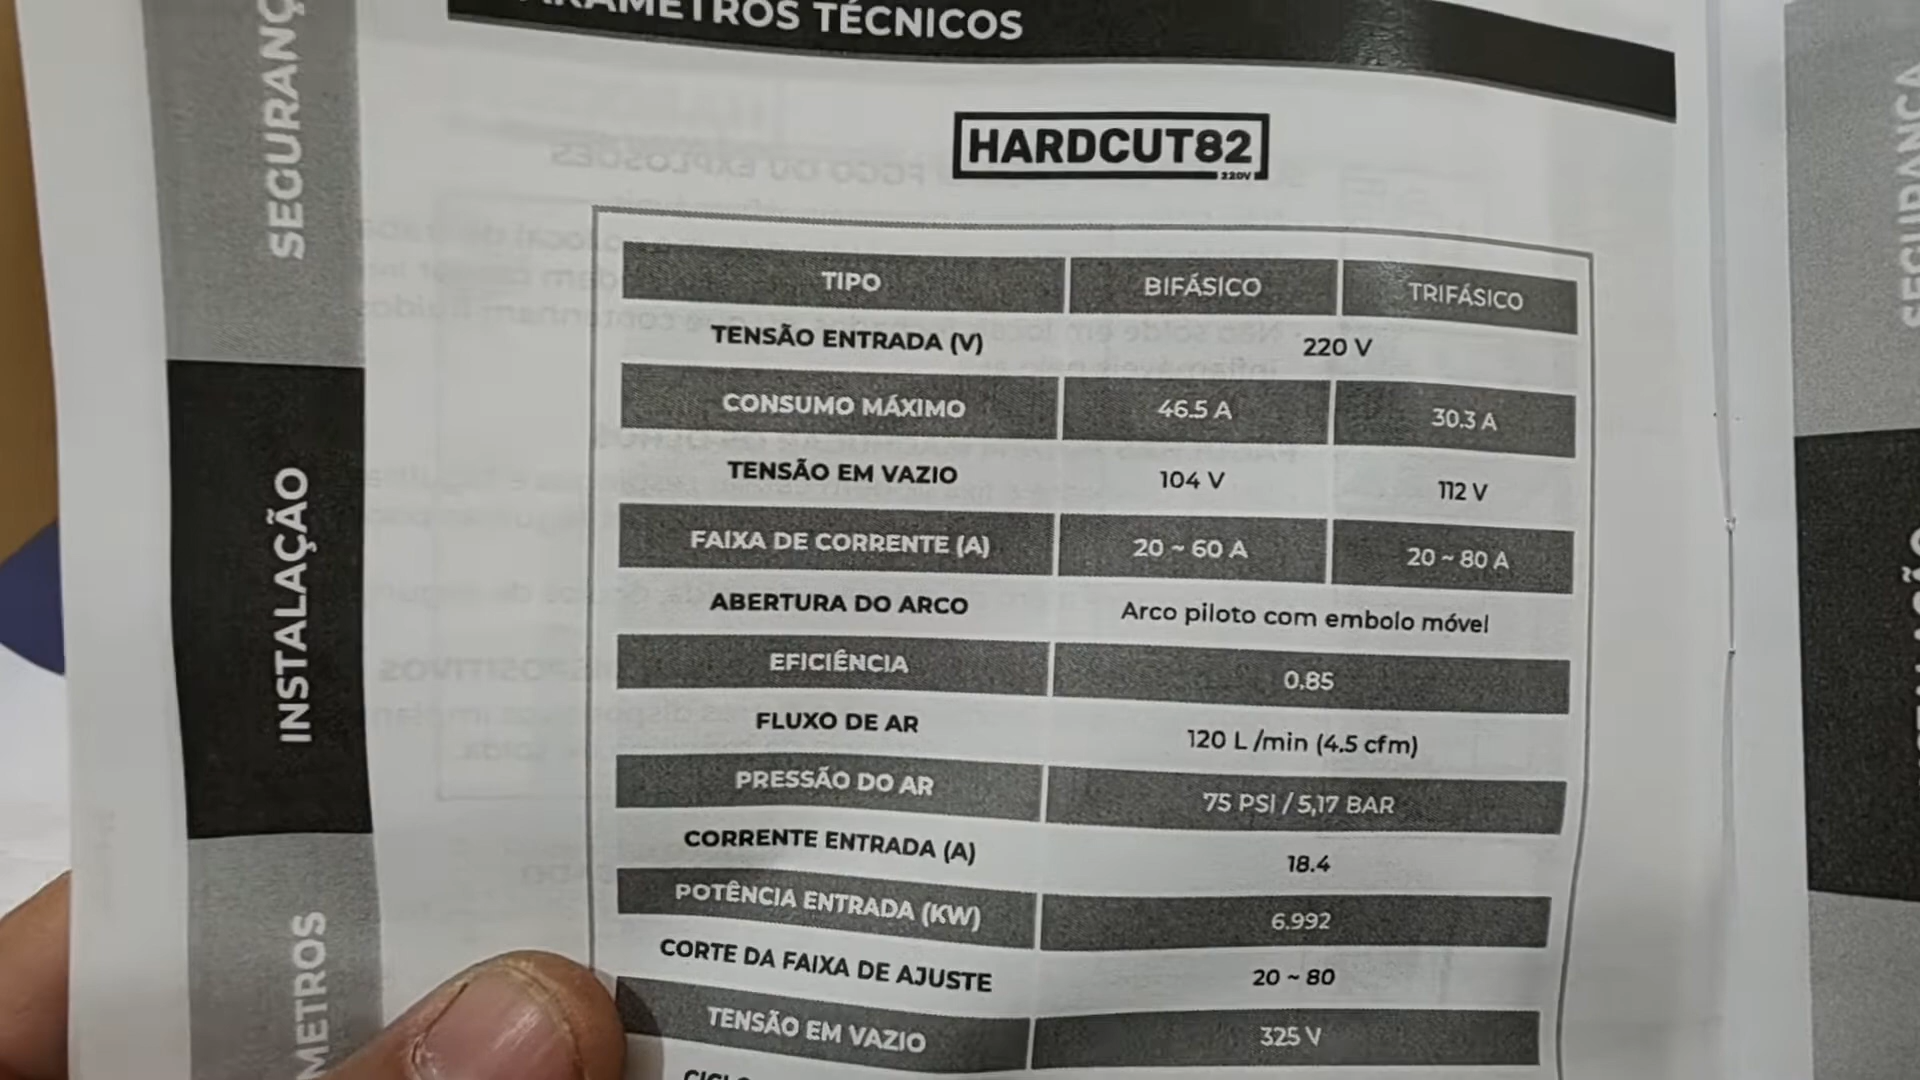 PARÂMETROS TÉCNICOS
HARDCUT82
220V
TIPO BIFÁSICO TRIFÁSICO
TENSÃO ENTRADA (V) 220 V
CONSUMO MÁXIMO 46.5 A 30.3 A
TENSÃO EM VAZIO 104 V 112 V
FAIXA DE CORRENTE (A) 20 ~ 60 A 20 ~ 80 A
ABERTURA DO ARCO Arco piloto com embolo móvel
EFICIÊNCIA 0.85
FLUXO DE AR 120 L /min (4.5 cfm)
PRESSÃO DO AR 75 PSI / 5,17 BAR
CORRENTE ENTRADA (A) 18.4
POTÊNCIA ENTRADA (KW) 6.992
CORTE DA FAIXA DE AJUSTE 20 ~ 80
TENSÃO EM VAZIO 325 V
SEGURANÇ
INSTALAÇÃO
METROS